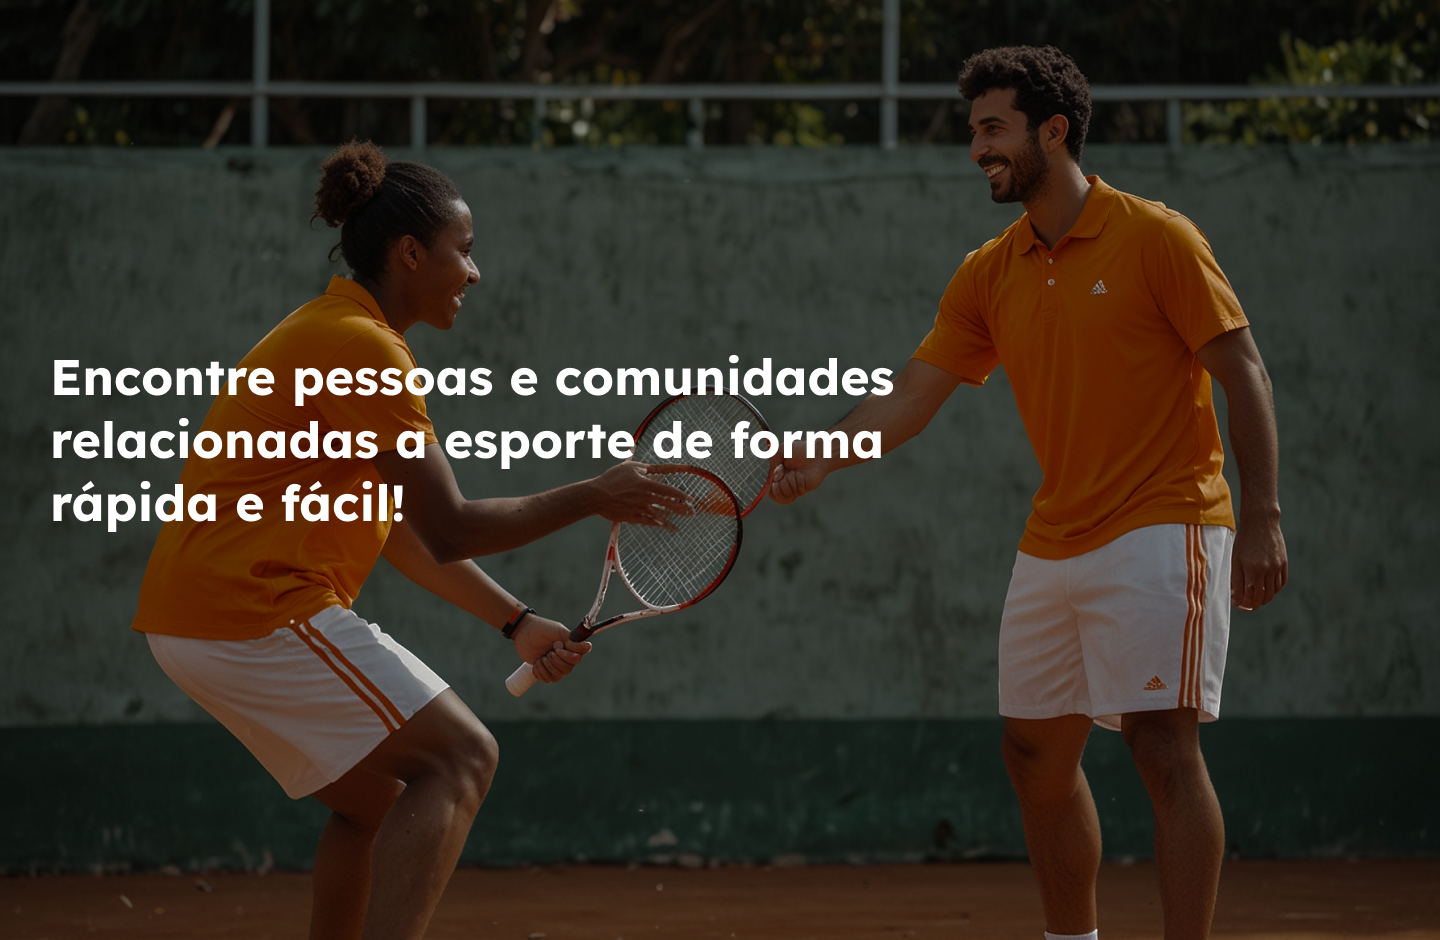 Encontre pessoas e comunidades
relacionadas a esporte de forma
rápida e fácil!